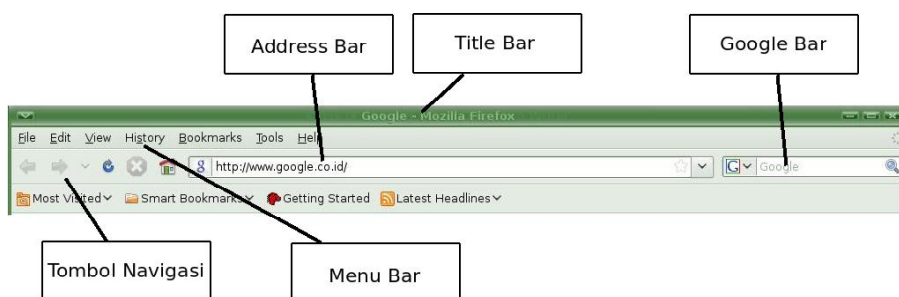 Address Bar
Title Bar
Google Bar
Google - Mozilla Firefox
File Edit View History Bookmarks Tools Help
http://www.google.co.id/
Google
Most Visited Smart Bookmarks Getting Started Latest Headlines
Tombol Navigasi
Menu Bar